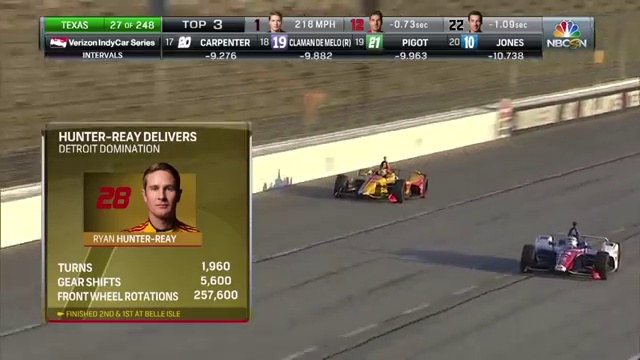 TEXAS 27 OF 248 TOP 3 1 218 MPH 12 -0.73sec 22 -1.09sec NBCSN
Verizon IndyCar Series 17 20 CARPENTER 18 19 CLAMAN DE MELO (R) 19 21 PIGOT 20 10 JONES
INTERVALS -9.276 -9.882 -9.963 -10.738
HUNTER-REAY DELIVERS
DETROIT DOMINATION
28
RYAN HUNTER-REAY
TURNS 1,960
GEAR SHIFTS 5,600
FRONT WHEEL ROTATIONS 257,600
FINISHED 2ND & 1ST AT BELLE ISLE